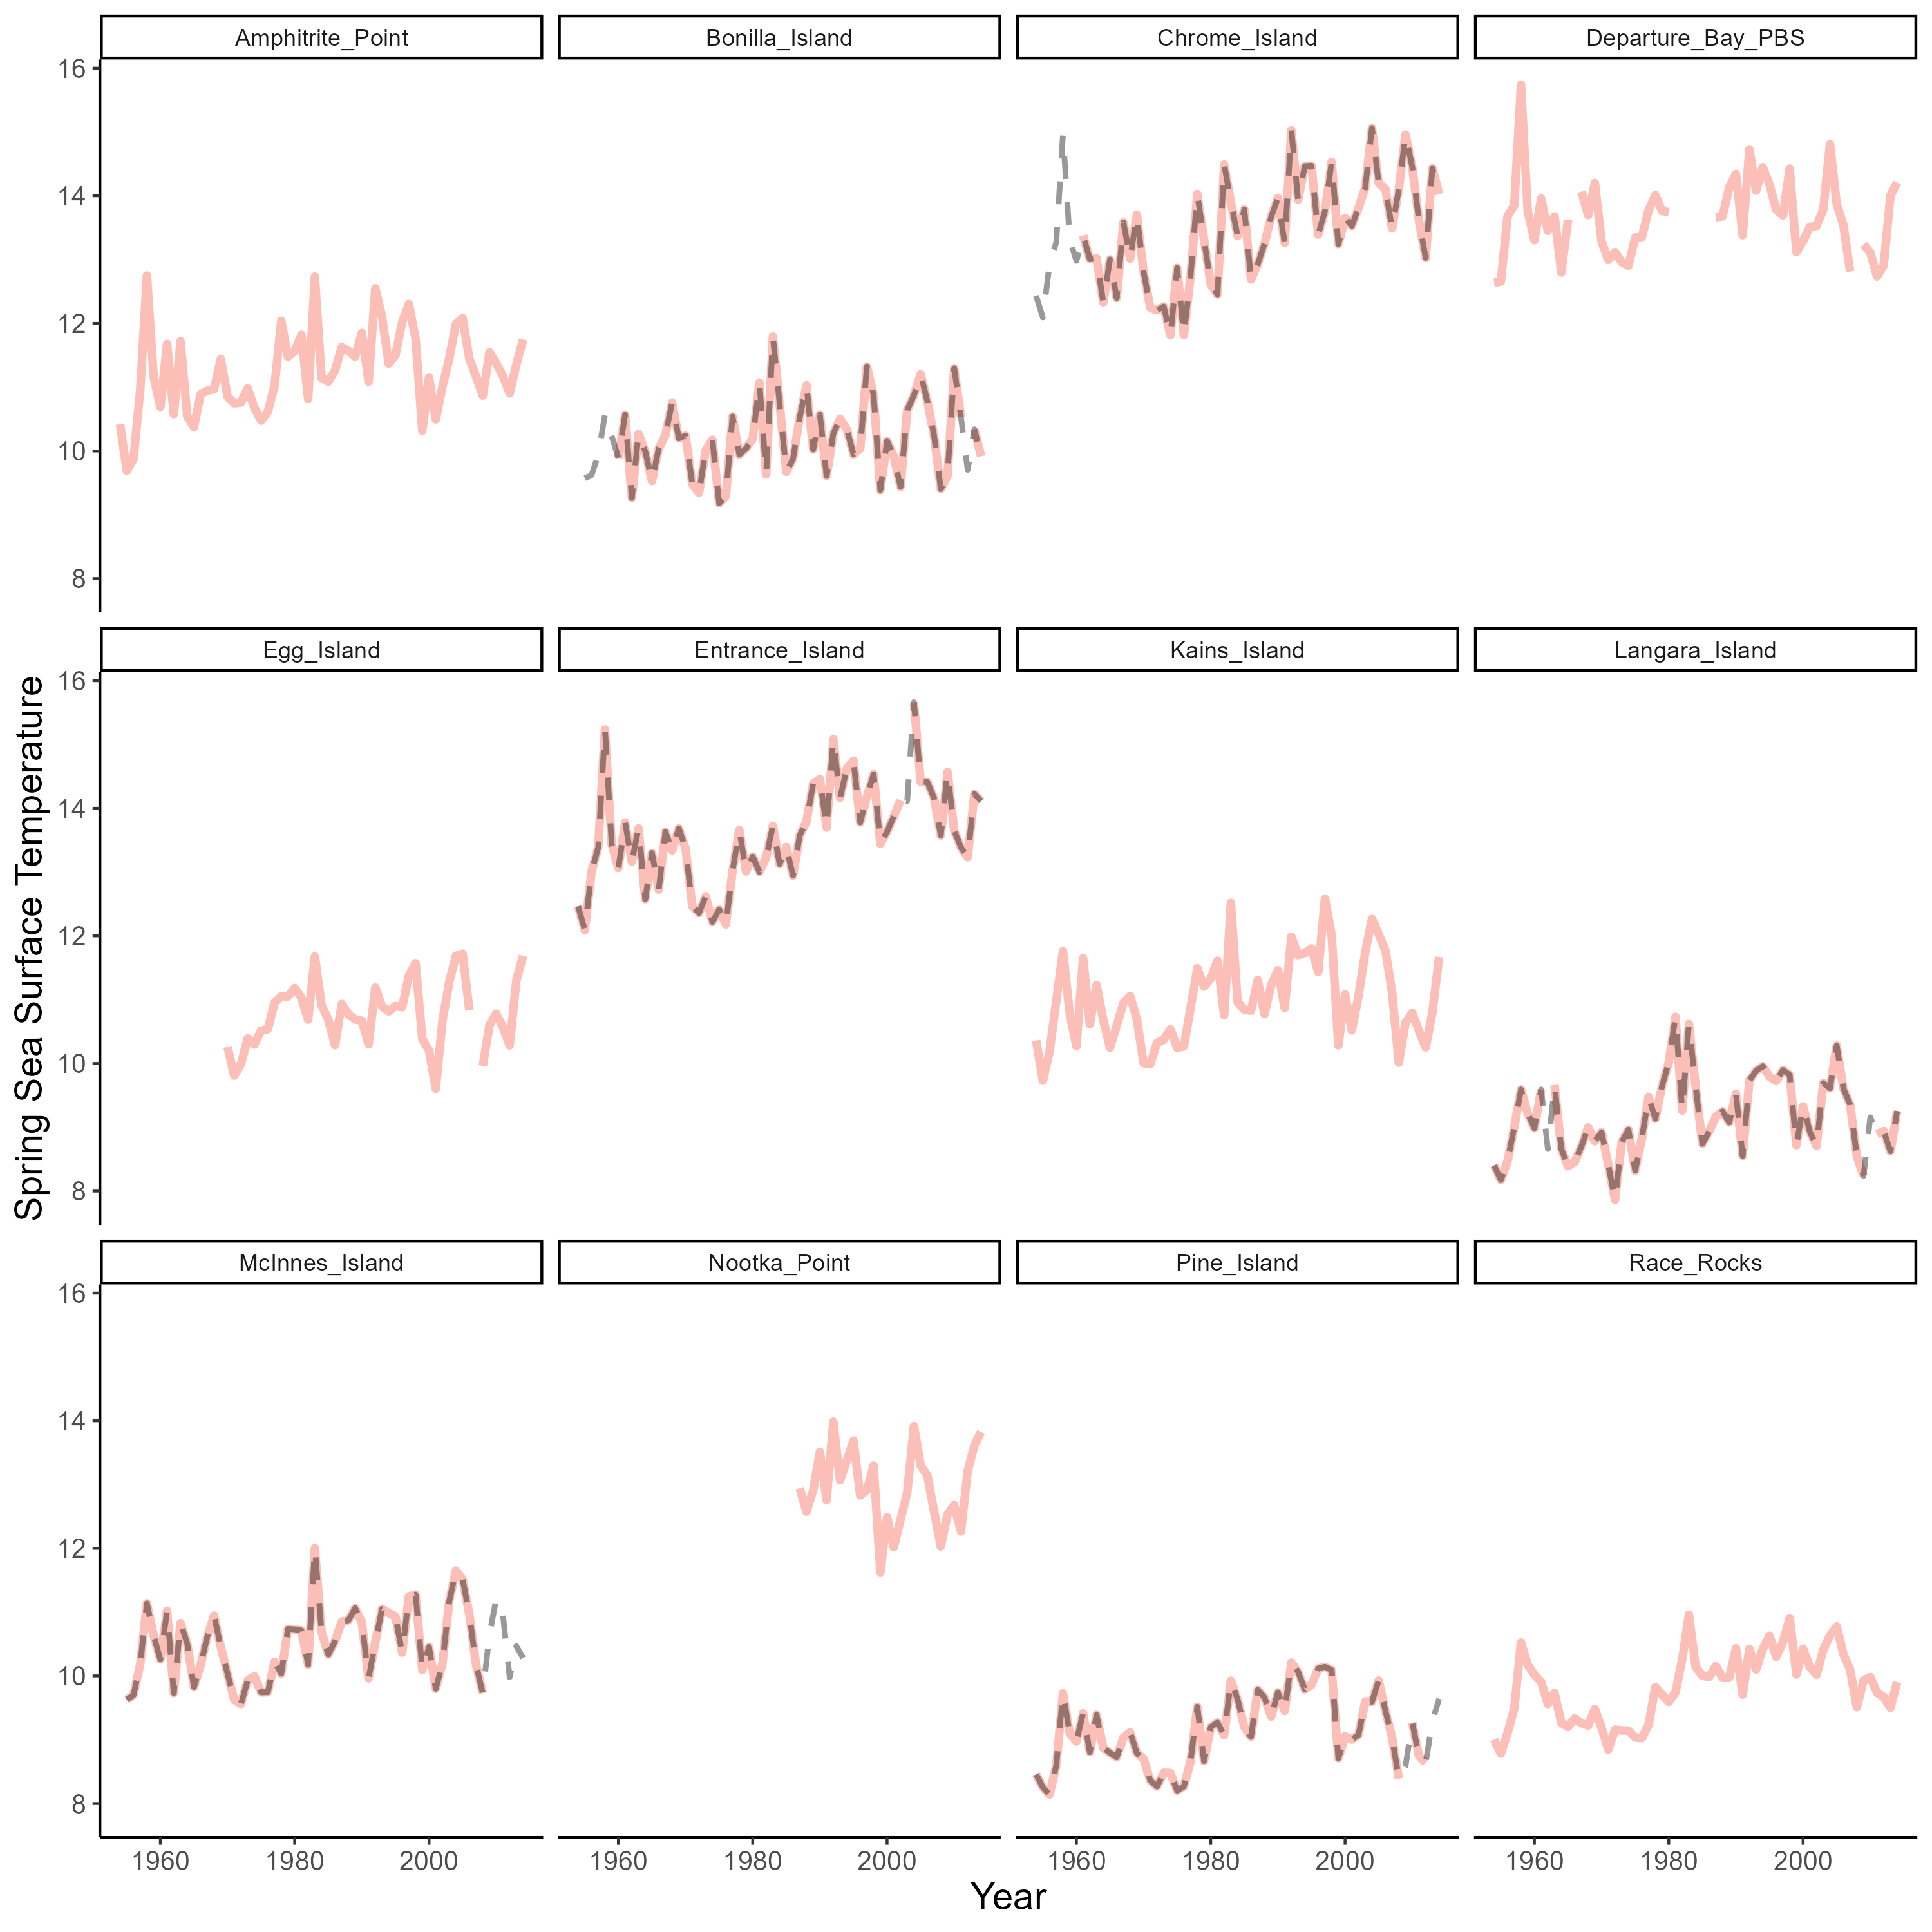 Amphitrite_Point
Bonilla_Island
Chrome_Island
Departure_Bay_PBS
16
14
12
10
8
Egg_Island
Entrance_Island
Kains_Island
Langara_Island
16
14
12
10
8
Spring Sea Surface Temperature
McInnes_Island
Nootka_Point
Pine_Island
Race_Rocks
16
14
12
10
8
1960 1980 2000
1960 1980 2000
1960 1980 2000
1960 1980 2000
Year